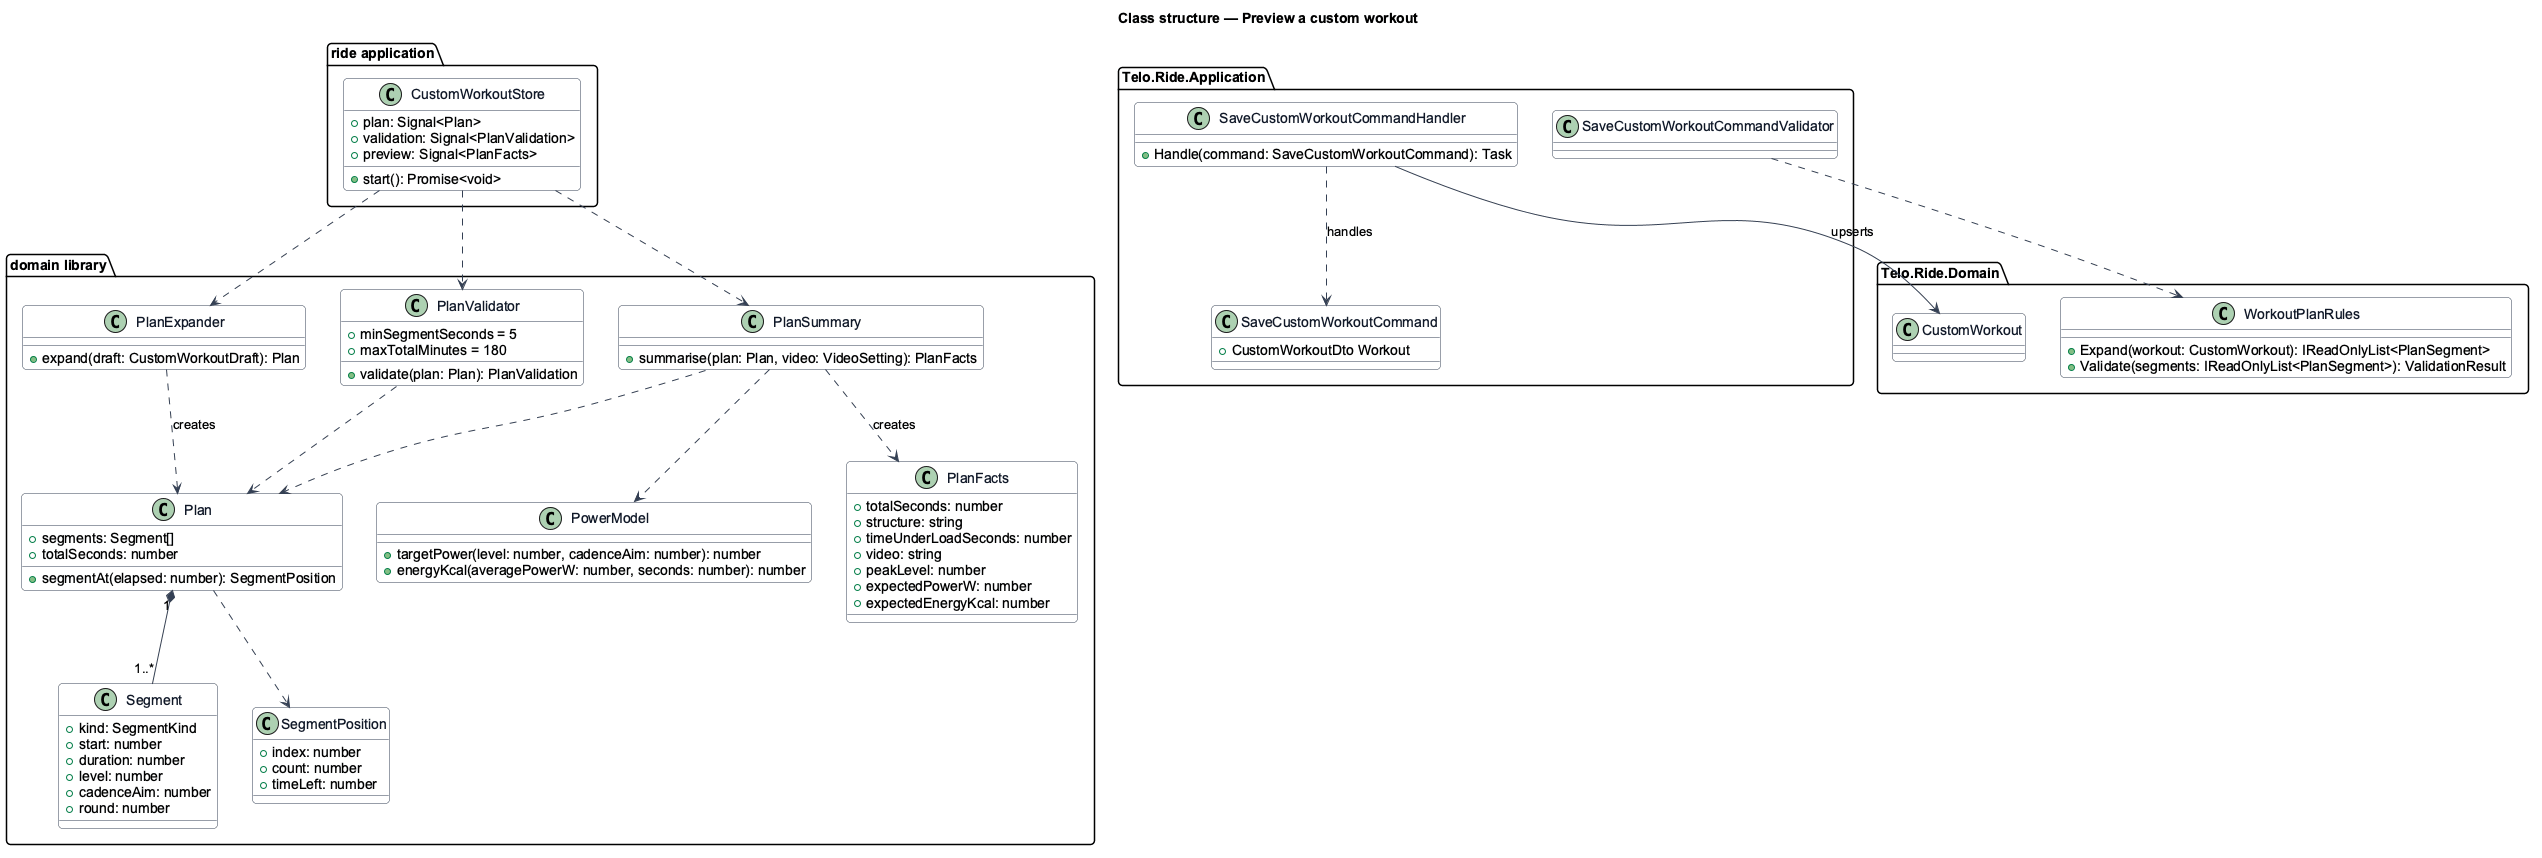 Class structure — Preview a custom workout
ride application
C CustomWorkoutStore
plan: Signal<Plan>
validation: Signal<PlanValidation>
preview: Signal<PlanFacts>
start(): Promise<void>
domain library
C PlanExpander
expand(draft: CustomWorkoutDraft): Plan
C PlanValidator
minSegmentSeconds = 5
maxTotalMinutes = 180
validate(plan: Plan): PlanValidation
C PlanSummary
summarise(plan: Plan, video: VideoSetting): PlanFacts
creates
creates
C Plan
segments: Segment[]
totalSeconds: number
segmentAt(elapsed: number): SegmentPosition
C PowerModel
targetPower(level: number, cadenceAim: number): number
energyKcal(averagePowerW: number, seconds: number): number
C PlanFacts
totalSeconds: number
structure: string
timeUnderLoadSeconds: number
video: string
peakLevel: number
expectedPowerW: number
expectedEnergyKcal: number
1
1..*
C Segment
kind: SegmentKind
start: number
duration: number
level: number
cadenceAim: number
round: number
C SegmentPosition
index: number
count: number
timeLeft: number
Telo.Ride.Application
C SaveCustomWorkoutCommandHandler
Handle(command: SaveCustomWorkoutCommand): Task
C SaveCustomWorkoutCommandValidator
handles
upserts
C SaveCustomWorkoutCommand
CustomWorkoutDto Workout
Telo.Ride.Domain
C CustomWorkout
C WorkoutPlanRules
Expand(workout: CustomWorkout): IReadOnlyList<PlanSegment>
Validate(segments: IReadOnlyList<PlanSegment>): ValidationResult